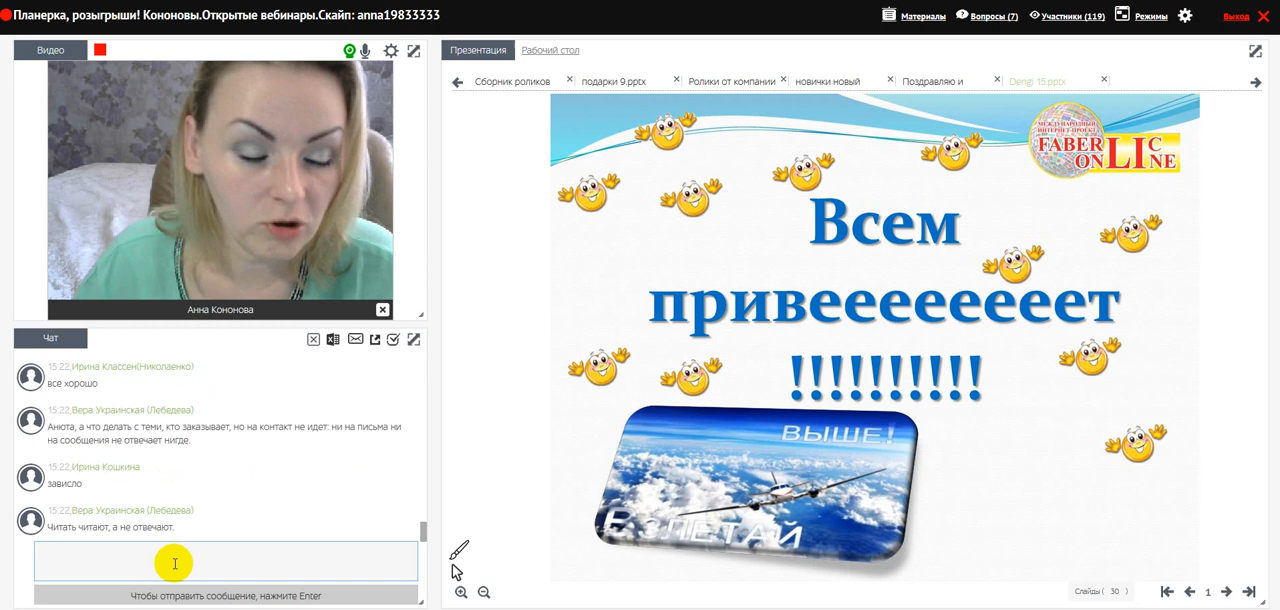 Планерка, розыгрыши! Кононовы.Открытые вебинары.Скайп: anna19833333
Материалы
Вопросы (7)
Участники (119)
Режимы
Выход
Видео
Анна Кононова
Чат
15:22,Ирина Классен(Николаенко)
все хорошо
15:22,Вера Украинская (Лебедева)
Анюта, а что делать с теми, кто заказывает, но на контакт не идет: ни на письма ни
на сообщения не отвечает нигде.
15:22,Ирина Кошкина
зависло
15:22,Вера Украинская (Лебедева)
Читать читают, а не отвечают.
Чтобы отправить сообщение, нажмите Enter
Презентация
Рабочий стол
Сборник роликов
подарки 9.pptx
Ролики от компании
новички новый
Поздравляю и
Dengi 15.pptx
МЕЖДУНАРОДНЫЙ
ИНТЕРНЕТ-ПРОЕКТ
FABERLIC
ONLINE
Всем
привеееееееeет
!!!!!!!!!!
ВЫШЕ!
ВЗЛЕТАЙ
Слайды ( 30 )
1